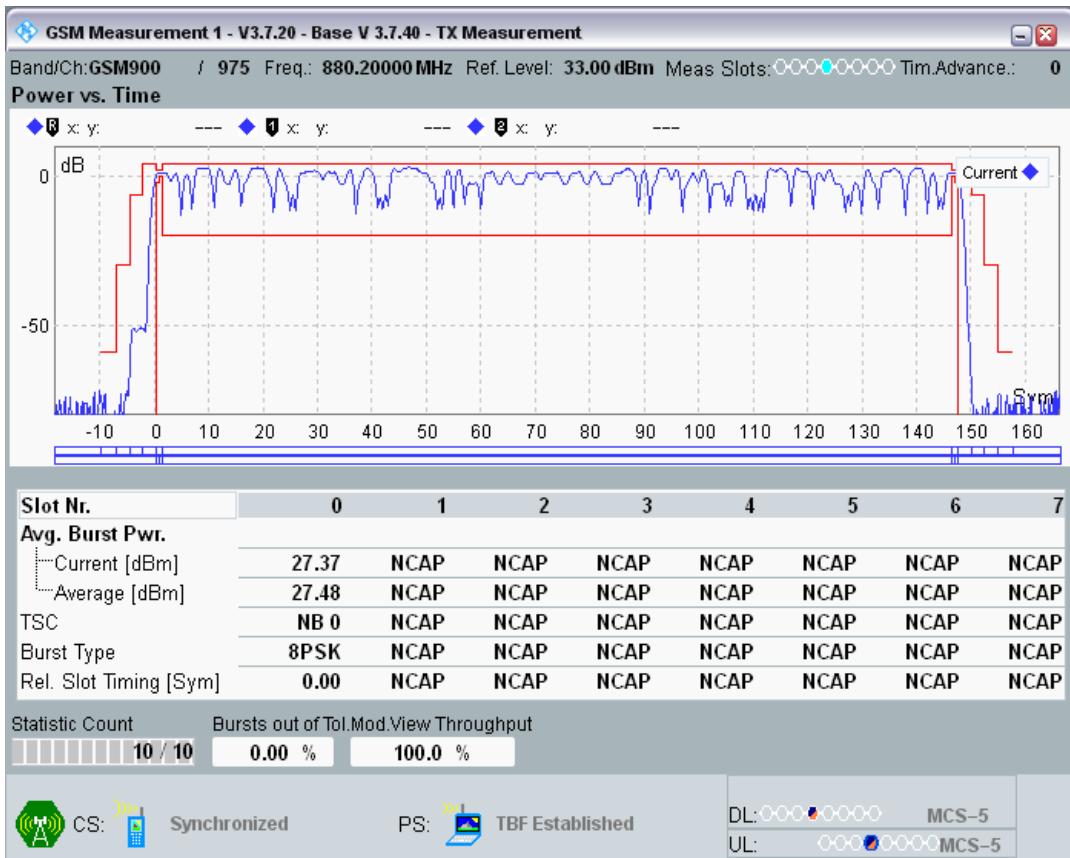 GSM Measurement 1 - V3.7.20 - Base V 3.7.40 - TX Measurement
Band/Ch:GSM900 / 975 Freq.: 880.20000 MHz Ref. Level: 33.00 dBm Meas Slots: Tim.Advance.: 0
Power vs. Time
R x: y: --- 1 x: y: --- 2 x: y: ---
dB
Current
0
-50
Sym
-10 0 10 20 30 40 50 60 70 80 90 100 110 120 130 140 150 160
Slot Nr. 0 1 2 3 4 5 6 7
Avg. Burst Pwr.
Current [dBm] 27.37 NCAP NCAP NCAP NCAP NCAP NCAP NCAP
Average [dBm] 27.48 NCAP NCAP NCAP NCAP NCAP NCAP NCAP
TSC NB 0 NCAP NCAP NCAP NCAP NCAP NCAP NCAP
Burst Type 8PSK NCAP NCAP NCAP NCAP NCAP NCAP NCAP
Rel. Slot Timing [Sym] 0.00 NCAP NCAP NCAP NCAP NCAP NCAP NCAP
Statistic Count Bursts out of Tol.Mod.View Throughput
10 / 10 0.00 % 100.0 %
CS: Synchronized PS: TBF Established
DL: MCS-5
UL: MCS-5